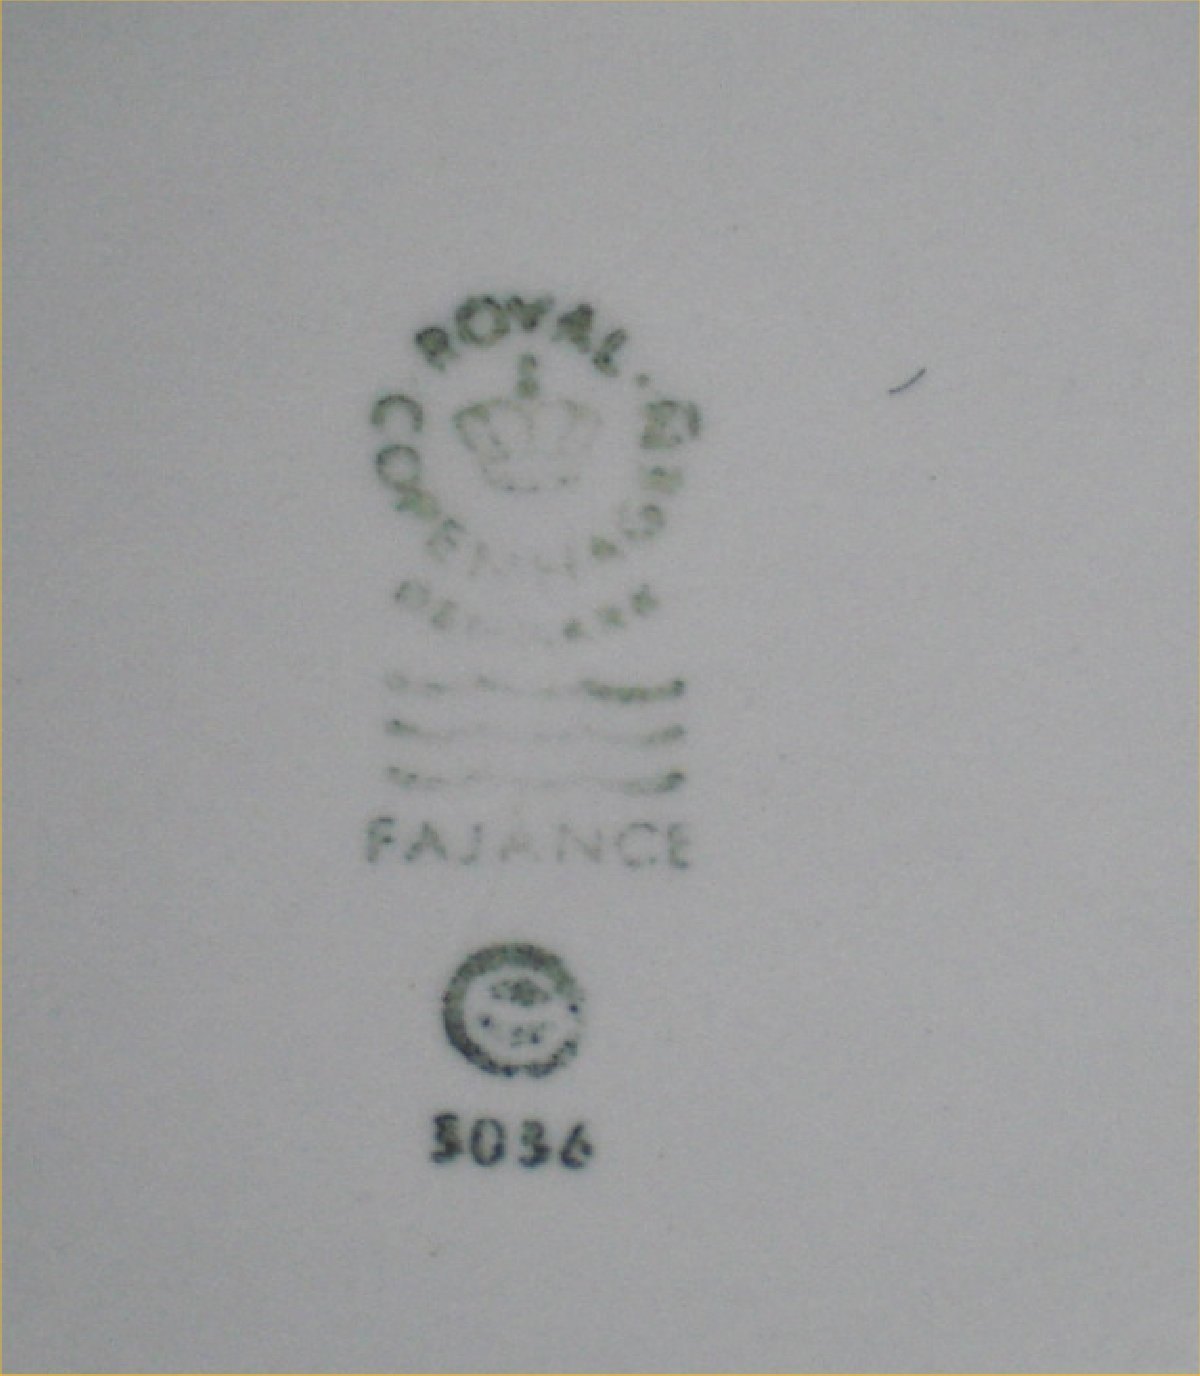 ROYAL
COPENHAGEN
DENMARK
FAJANCE
3036